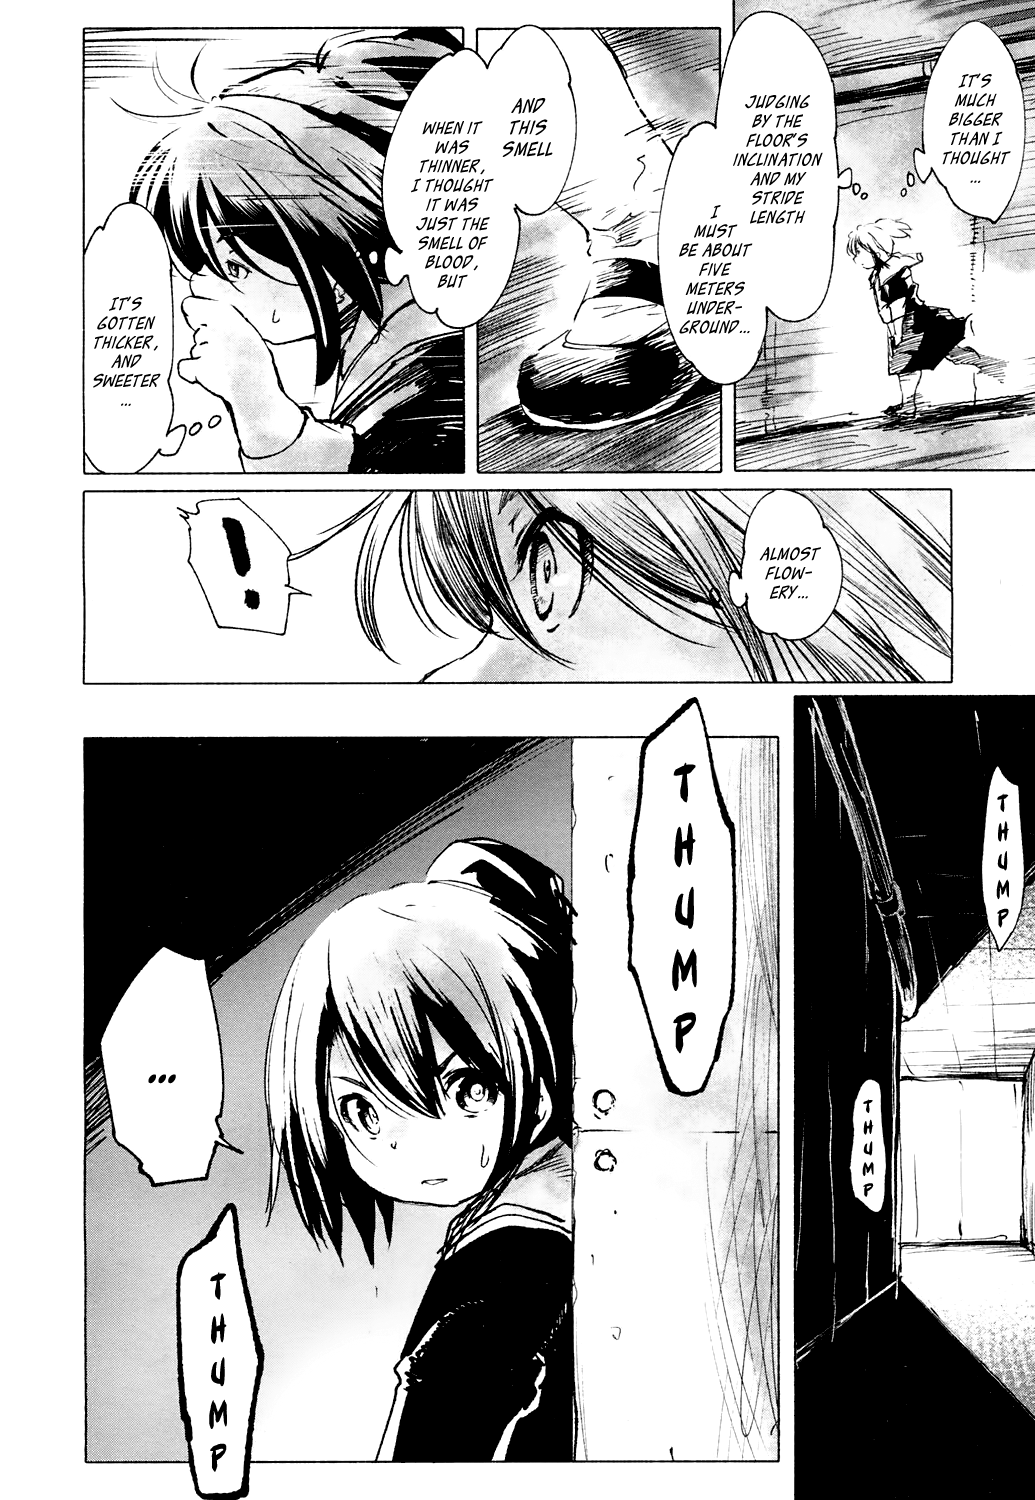 IT'S
MUCH
BIGGER
THAN I
THOUGHT
...
JUDGING
BY THE
FLOOR'S
INCLINATION
AND MY
STRIDE
LENGTH
I
MUST
BE ABOUT
FIVE
METERS
UNDER-
GROUND...
AND
THIS
SMELL
WHEN IT
WAS
THINNER,
I THOUGHT
IT WAS
JUST THE
SMELL OF
BLOOD,
BUT
IT'S
GOTTEN
THICKER,
AND
SWEETER
...
ALMOST
FLOW-
ERY...
!
THUMP
THUMP
THUMP
...
THUMP